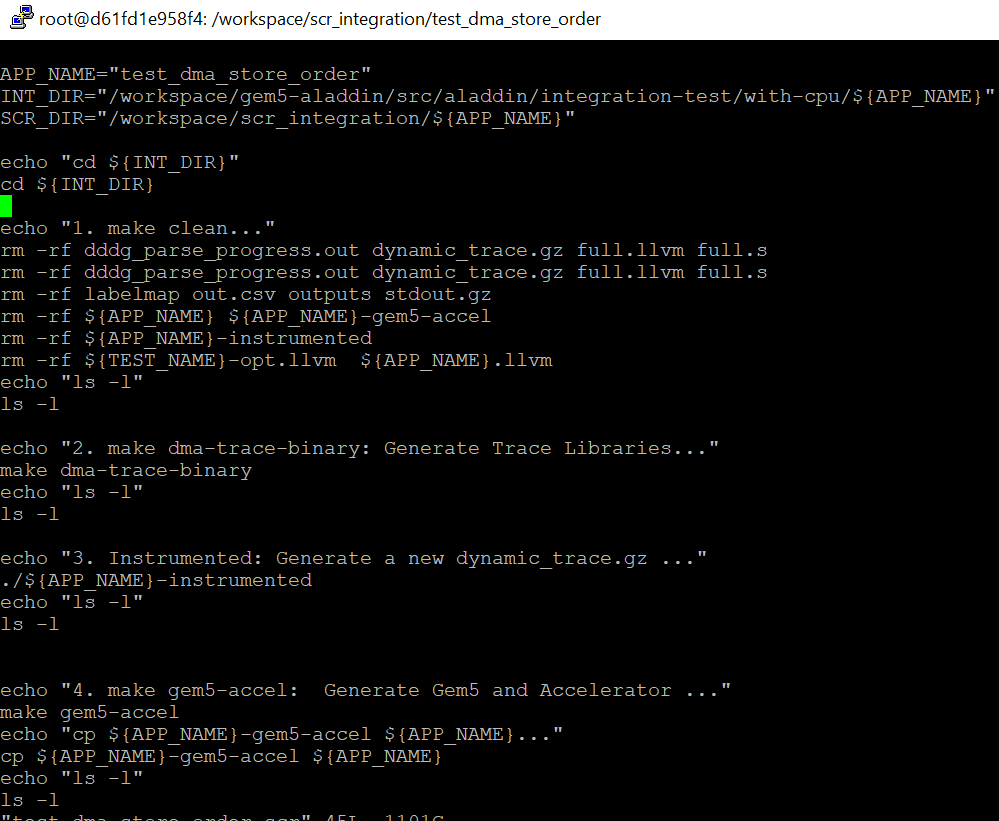 root@d61fd1e958f4: /workspace/scr_integration/test_dma_store_order
APP_NAME="test_dma_store_order"
INT_DIR="/workspace/gem5-aladdin/src/aladdin/integration-test/with-cpu/${APP_NAME}"
SCR_DIR="/workspace/scr_integration/${APP_NAME}"
echo "cd ${INT_DIR}"
cd ${INT_DIR}
echo "1. make clean..."
rm -rf dddg_parse_progress.out dynamic_trace.gz full.llvm full.s
rm -rf dddg_parse_progress.out dynamic_trace.gz full.llvm full.s
rm -rf labelmap out.csv outputs stdout.gz
rm -rf ${APP_NAME} ${APP_NAME}-gem5-accel
rm -rf ${APP_NAME}-instrumented
rm -rf ${TEST_NAME}-opt.llvm  ${APP_NAME}.llvm
echo "ls -l"
ls -l
echo "2. make dma-trace-binary: Generate Trace Libraries..."
make dma-trace-binary
echo "ls -l"
ls -l
echo "3. Instrumented: Generate a new dynamic_trace.gz ..."
./${APP_NAME}-instrumented
echo "ls -l"
ls -l
echo "4. make gem5-accel:  Generate Gem5 and Accelerator ..."
make gem5-accel
echo "cp ${APP_NAME}-gem5-accel ${APP_NAME}..."
cp ${APP_NAME}-gem5-accel ${APP_NAME}
echo "ls -l"
ls -l
"test_dma_store_order.scr" 45L, 1101C